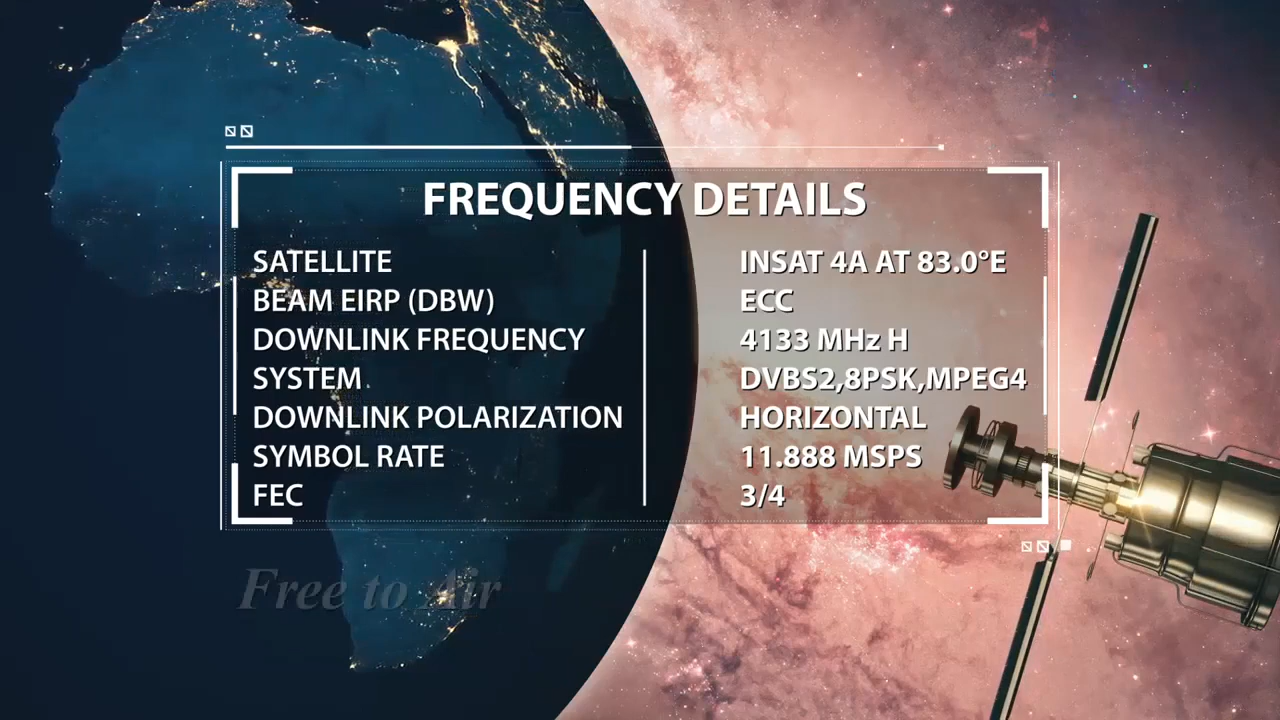 FREQUENCY DETAILS
SATELLITE INSAT 4A AT 83.0°E
BEAM EIRP (DBW) ECC
DOWNLINK FREQUENCY 4133 MHz H
SYSTEM DVBS2,8PSK,MPEG4
DOWNLINK POLARIZATION HORIZONTAL
SYMBOL RATE 11.888 MSPS
FEC 3/4
Free to Air